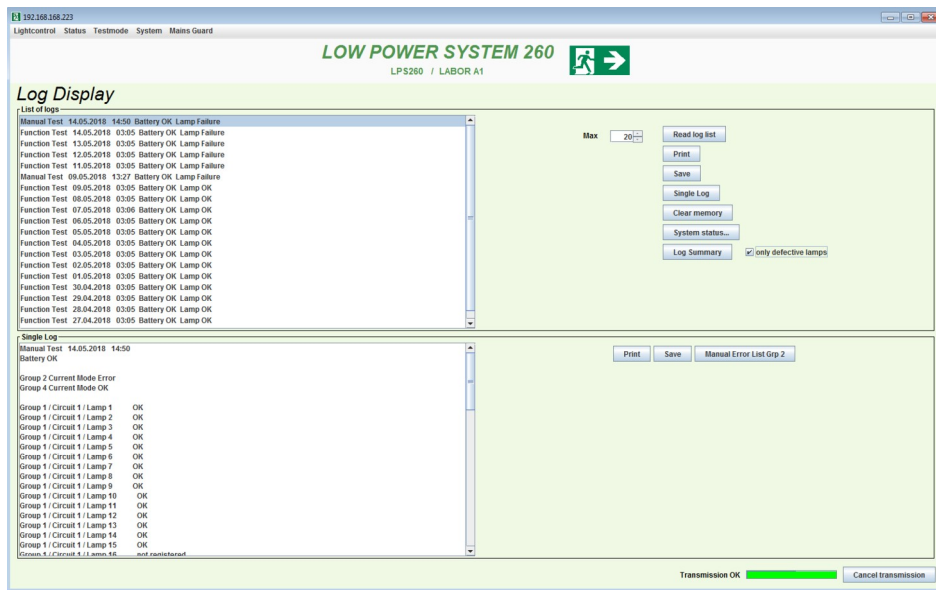 192.168.168.223
Lightcontrol Status Testmode System Mains Guard
LOW POWER SYSTEM 260
LPS260 / LABOR A1
Log Display
List of logs
Manual Test 14.05.2018 14:50 Battery OK Lamp Failure
Function Test 14.05.2018 03:05 Battery OK Lamp Failure
Function Test 13.05.2018 03:05 Battery OK Lamp Failure
Function Test 12.05.2018 03:05 Battery OK Lamp Failure
Function Test 11.05.2018 03:05 Battery OK Lamp Failure
Manual Test 09.05.2018 13:27 Battery OK Lamp Failure
Function Test 09.05.2018 03:05 Battery OK Lamp OK
Function Test 08.05.2018 03:05 Battery OK Lamp OK
Function Test 07.05.2018 03:06 Battery OK Lamp OK
Function Test 06.05.2018 03:05 Battery OK Lamp OK
Function Test 05.05.2018 03:05 Battery OK Lamp OK
Function Test 04.05.2018 03:05 Battery OK Lamp OK
Function Test 03.05.2018 03:05 Battery OK Lamp OK
Function Test 02.05.2018 03:05 Battery OK Lamp OK
Function Test 01.05.2018 03:05 Battery OK Lamp OK
Function Test 30.04.2018 03:05 Battery OK Lamp OK
Function Test 29.04.2018 03:05 Battery OK Lamp OK
Function Test 28.04.2018 03:05 Battery OK Lamp OK
Function Test 27.04.2018 03:05 Battery OK Lamp OK
Max 20
Read log list
Print
Save
Single Log
Clear memory
System status...
Log Summary only defective lamps
Single Log
Manual Test 14.05.2018 14:50
Battery OK
Group 2 Current Mode Error
Group 4 Current Mode OK
Group 1 / Circuit 1 / Lamp 1 OK
Group 1 / Circuit 1 / Lamp 2 OK
Group 1 / Circuit 1 / Lamp 3 OK
Group 1 / Circuit 1 / Lamp 4 OK
Group 1 / Circuit 1 / Lamp 5 OK
Group 1 / Circuit 1 / Lamp 6 OK
Group 1 / Circuit 1 / Lamp 7 OK
Group 1 / Circuit 1 / Lamp 8 OK
Group 1 / Circuit 1 / Lamp 9 OK
Group 1 / Circuit 1 / Lamp 10 OK
Group 1 / Circuit 1 / Lamp 11 OK
Group 1 / Circuit 1 / Lamp 12 OK
Group 1 / Circuit 1 / Lamp 13 OK
Group 1 / Circuit 1 / Lamp 14 OK
Group 1 / Circuit 1 / Lamp 15 OK
Group 1 / Circuit 1 / Lamp 16 not registered
Print Save Manual Error List Grp 2
Transmission OK Cancel transmission